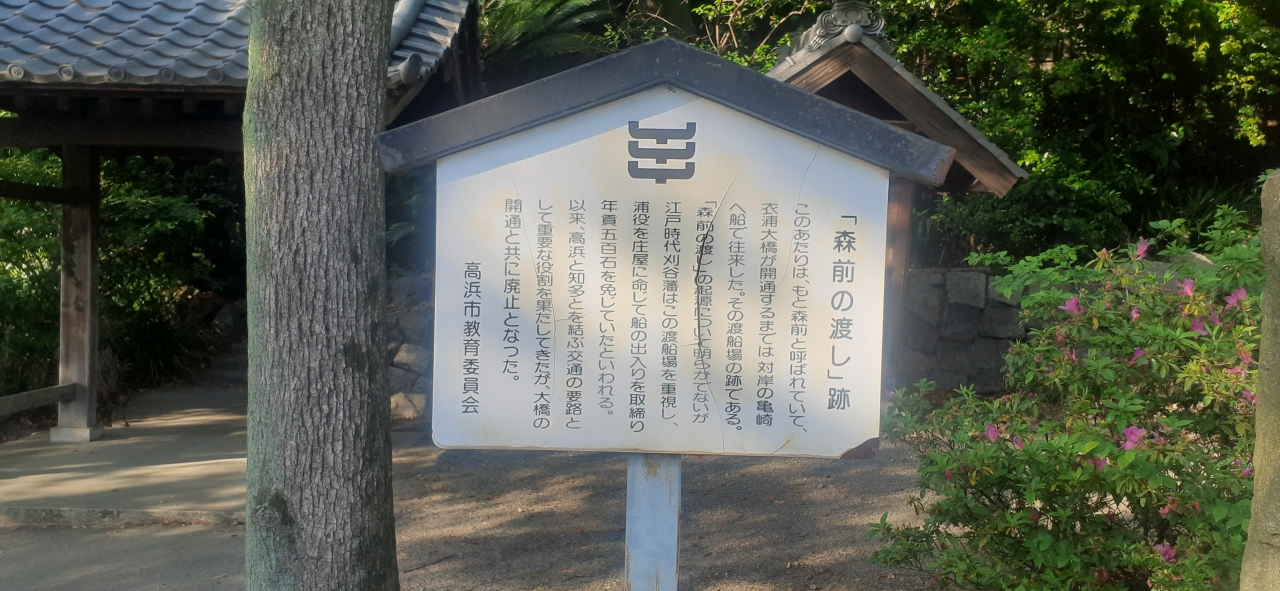 「森前の渡し」跡
このあたりは、もと森前と呼ばれていて、
衣浦大橋が開通するまでは対岸の亀崎
へ船で往来した。その渡船場の跡である。
「森前の渡し」の起源について明らかでないが
江戸時代刈谷藩はこの渡船場を重視し、
浦役を庄屋に命じて船の出入りを取締り
年貢五百石を免じていたといわれる。
以来、高浜と知多とを結ぶ交通の要路と
して重要な役割を果たしてきたが、大橋の
開通と共に廃止となった。
高浜市教育委員会